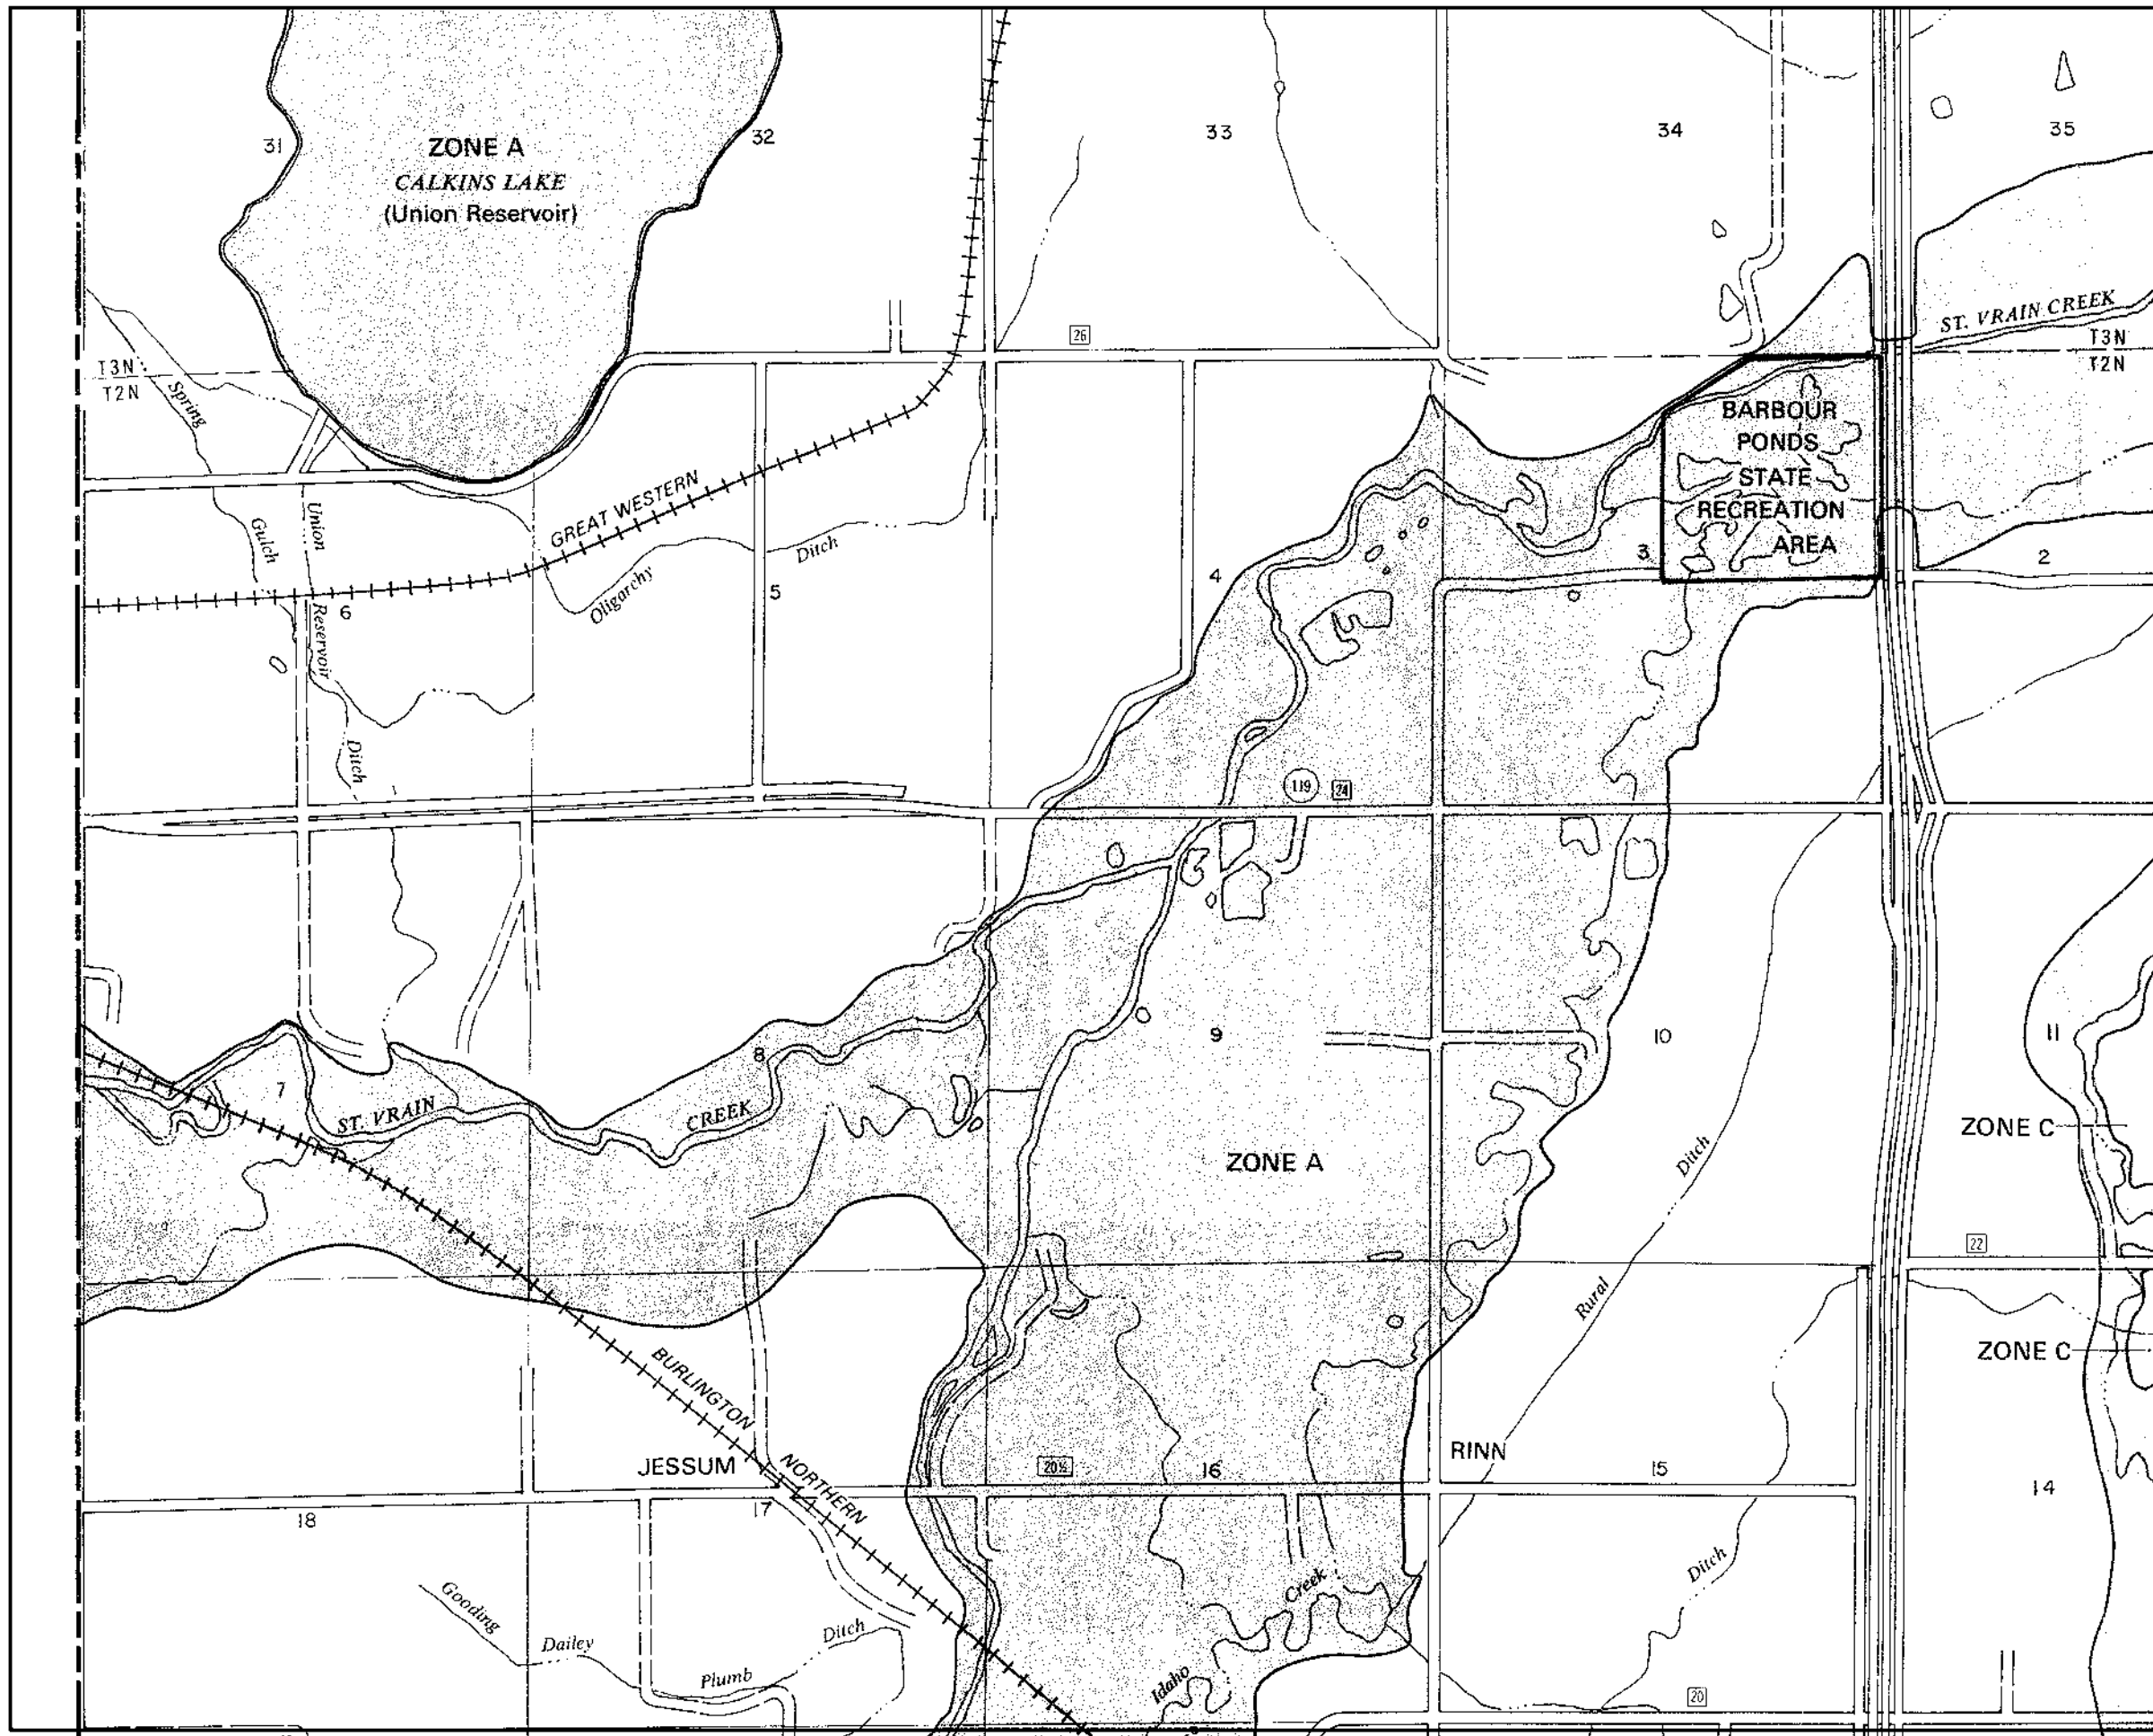 31
ZONE A
CALKINS LAKE
(Union Reservoir)
32
33
34
35
26
ST. VRAIN CREEK
T3N
T2N
T3N
T2N
Spring
Gulch
BARBOUR
PONDS
STATE
RECREATION
AREA
GREAT WESTERN
Union
Reservoir
Ditch
Oligarchy
Ditch
6
5
4
3
2
119
24
7
8
9
10
11
ST. VRAIN
CREEK
ZONE C
ZONE A
Rural
Ditch
22
ZONE C
BURLINGTON
NORTHERN
JESSUM
RINN
20½
18
17
16
15
14
Gooding
Dailey
Plumb
Ditch
Idaho
Creek
Ditch
20